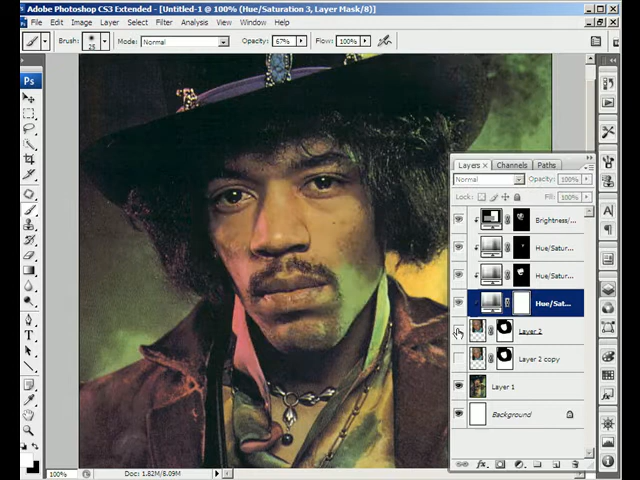 Adobe Photoshop CS3 Extended - [Untitled-1 @ 100% (Hue/Saturation 3, Layer Mask/8)]
File Edit Image Layer Select Filter Analysis View Window Help
Brush: 25 Mode: Normal Opacity: 67% Flow: 100%
Ps
Layers x Channels Paths
Normal Opacity: 100%
Lock: Fill: 100%
Brightness/...
Hue/Satur...
Hue/Satur...
Hue/Sat...
Layer 2
Layer 2 copy
Layer 1
Background
100% Doc: 1.82M/6.09M